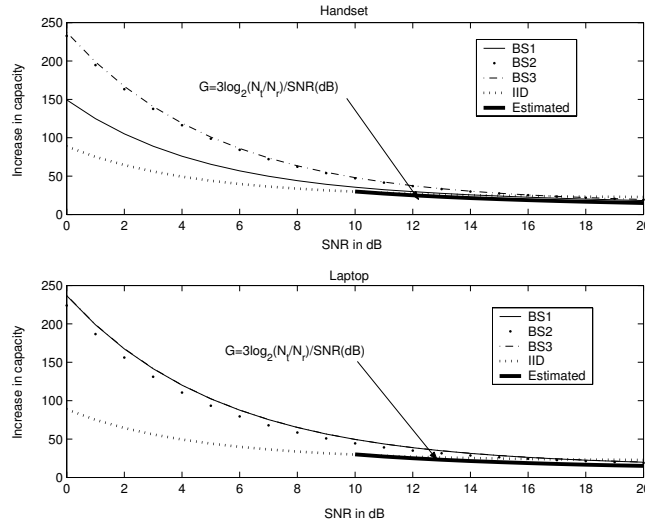 Handset
250
200
150
100
50
0
Increase in capacity
G=3log2(Nt/Nr)/SNR(dB)
BS1
BS2
BS3
IID
Estimated
0 2 4 6 8 10 12 14 16 18 20
SNR in dB
Laptop
250
200
150
100
50
0
Increase in capacity
G=3log2(Nt/Nr)/SNR(dB)
BS1
BS2
BS3
IID
Estimated
0 2 4 6 8 10 12 14 16 18 20
SNR in dB